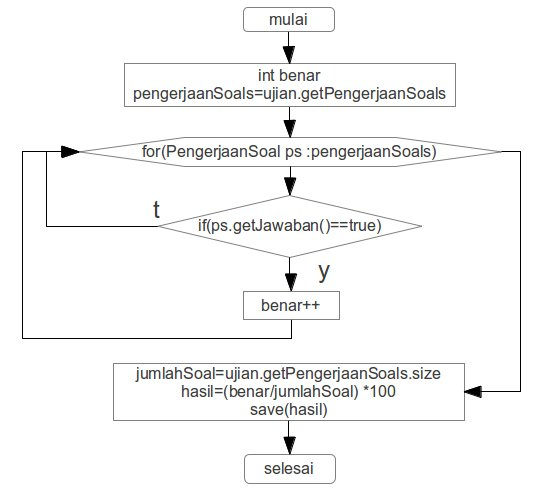 mulai
int benar
pengerjaanSoals=ujian.getPengerjaanSoals
for(PengerjaanSoal ps :pengerjaanSoals)
t
if(ps.getJawaban()==true)
y
benar++
jumlahSoal=ujian.getPengerjaanSoals.size
hasil=(benar/jumlahSoal) *100
save(hasil)
selesai